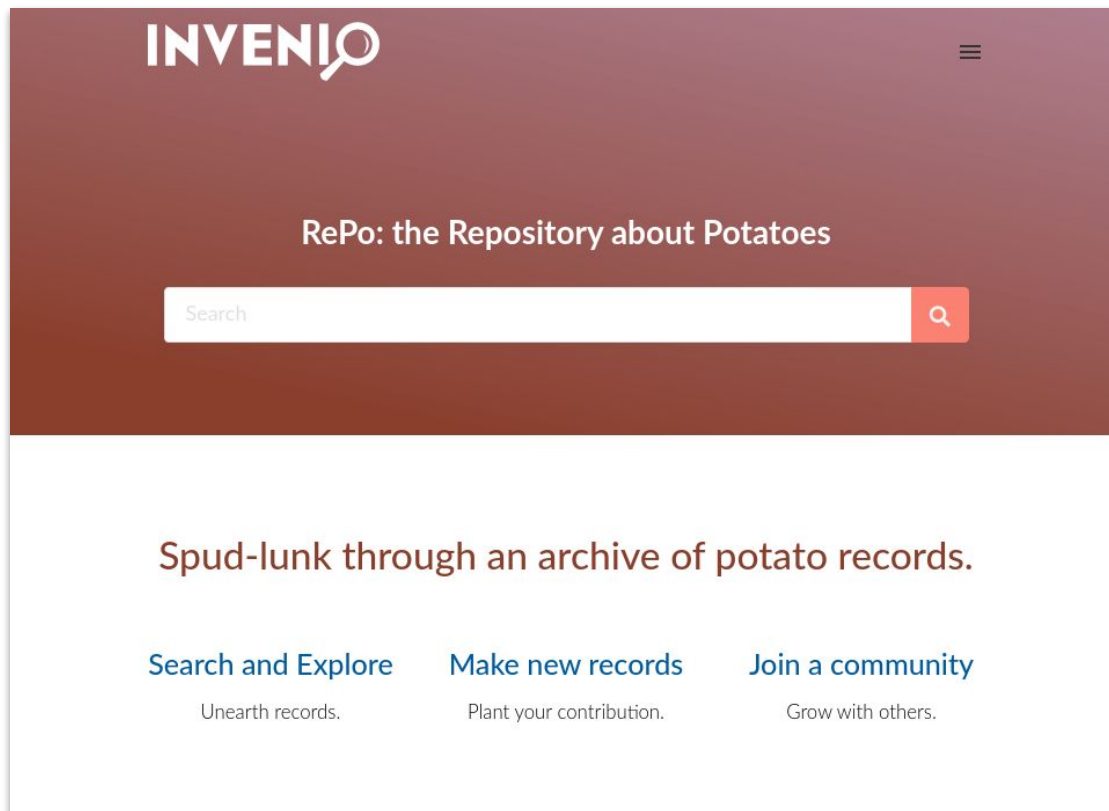 INVENIO
RePo: the Repository about Potatoes
Search
Spud-lunk through an archive of potato records.
Search and Explore
Make new records
Join a community
Unearth records.
Plant your contribution.
Grow with others.